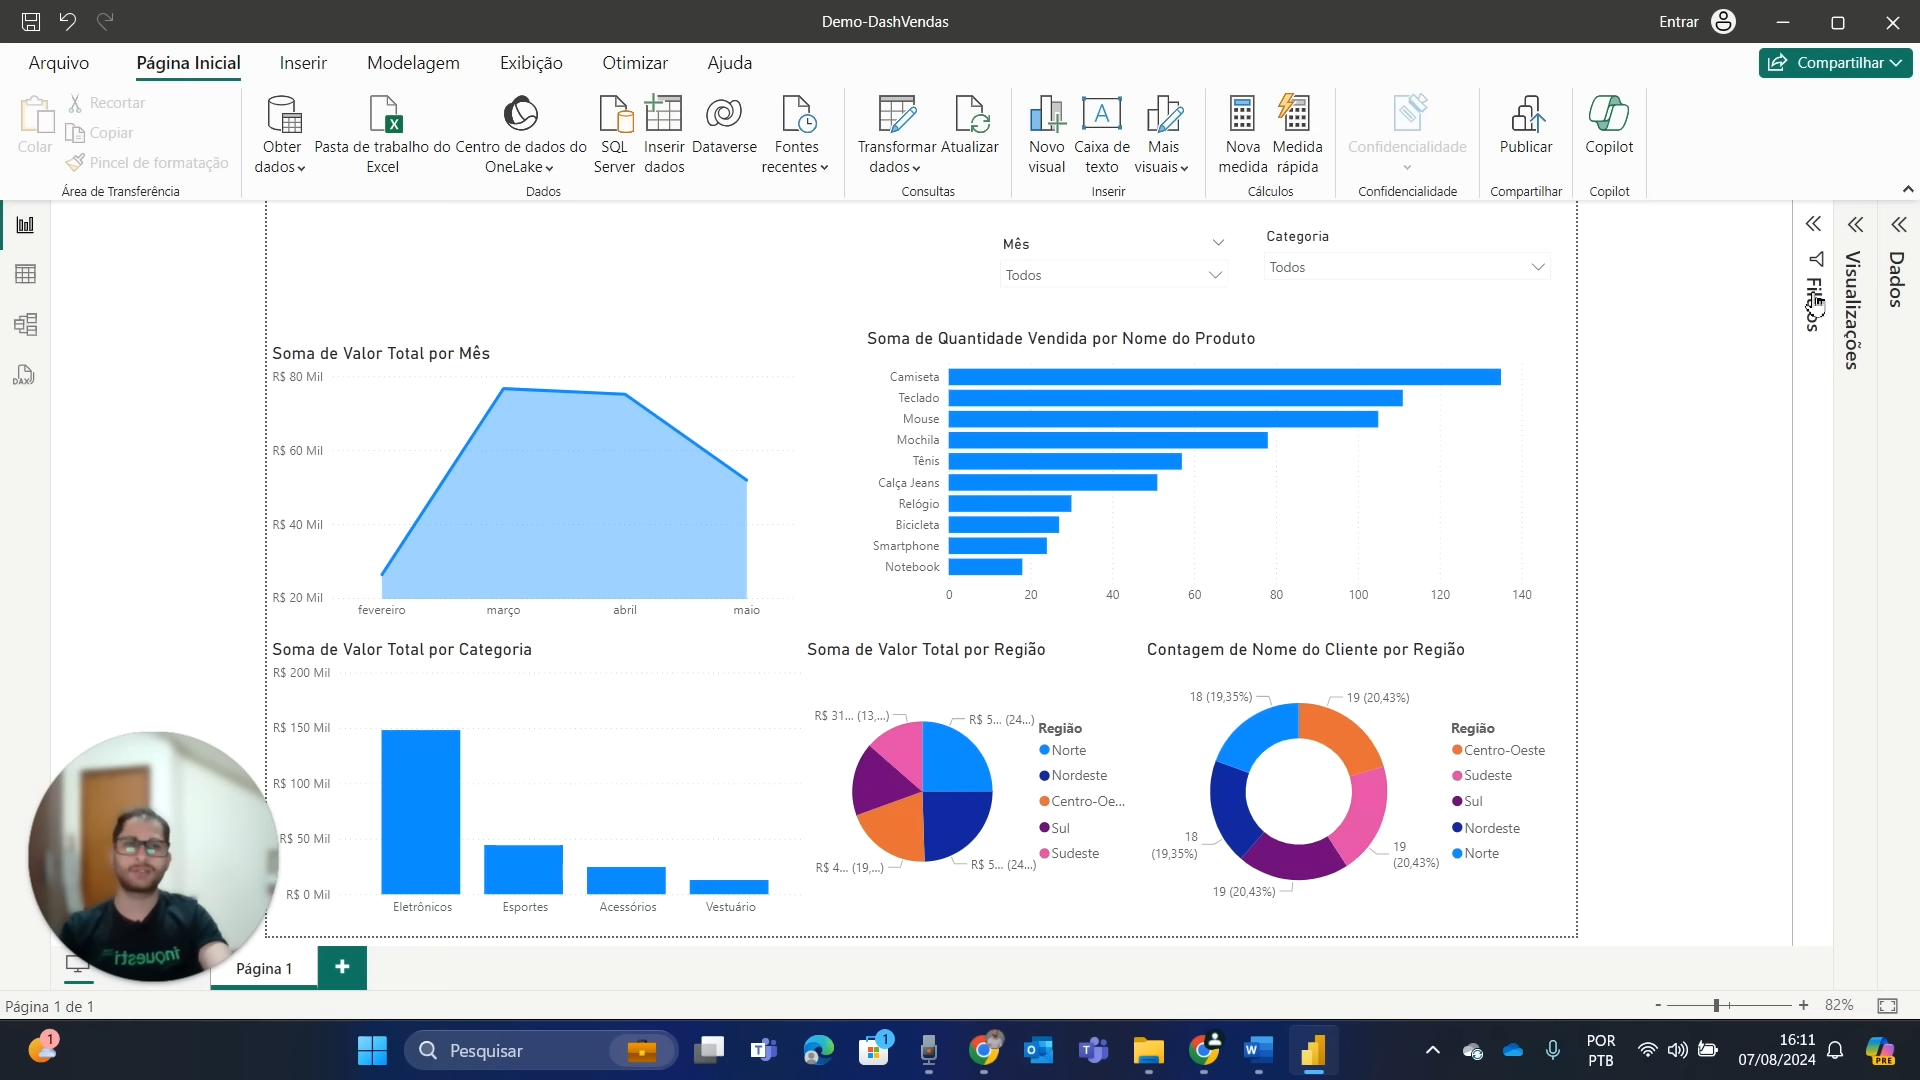 Demo-DashVendas
Entrar
Arquivo
Página Inicial
Inserir
Modelagem
Exibição
Otimizar
Ajuda
Compartilhar
Colar
Recortar
Copiar
Pincel de formatação
Área de Transferência
Obter dados
Pasta de trabalho do Excel
Centro de dados do OneLake
SQL Server
Inserir dados
Dataverse
Fontes recentes
Dados
Transformar dados
Atualizar
Consultas
Novo visual
Caixa de texto
Mais visuais
Inserir
Nova medida
Medida rápida
Cálculos
Confidencialidade
Confidencialidade
Publicar
Compartilhar
Copilot
Copilot
DAX
Mês
Todos
Categoria
Todos
Visualizações
Dados
Soma de Valor Total por Mês
R$ 80 Mil
R$ 60 Mil
R$ 40 Mil
R$ 20 Mil
fevereiro março abril maio
Soma de Quantidade Vendida por Nome do Produto
Camiseta
Teclado
Mouse
Mochila
Tênis
Calça Jeans
Relógio
Bicicleta
Smartphone
Notebook
0 20 40 60 80 100 120 140
Soma de Valor Total por Categoria
R$ 200 Mil
R$ 150 Mil
R$ 100 Mil
R$ 50 Mil
R$ 0 Mil
Eletrônicos Esportes Acessórios Vestuário
Soma de Valor Total por Região
R$ 31... (13,...)
R$ 5... (24...)
R$ 4... (19,...)
R$ 5... (24...)
Região
Norte
Nordeste
Centro-Oe...
Sul
Sudeste
Contagem de Nome do Cliente por Região
18 (19,35%)
19 (20,43%)
18 (19,35%)
19 (20,43%)
19 (20,43%)
Região
Centro-Oeste
Sudeste
Sul
Nordeste
Norte
Página 1
Página 1 de 1
- + 82%
1
Pesquisar
1
POR
PTB
16:11
07/08/2024
PRE